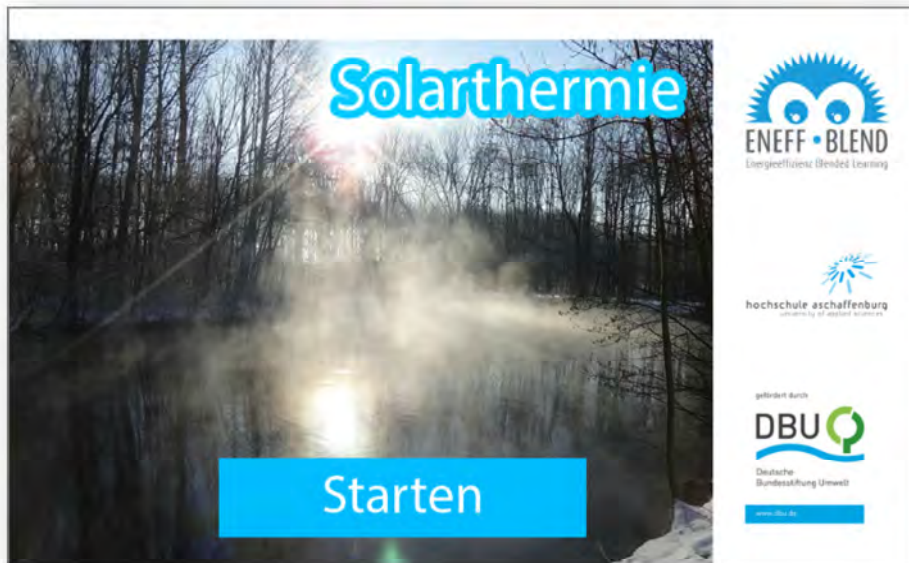 Solarthermie
Starten
ENEFF • BLEND
Energieeffizienz Blended Learning
hochschule aschaffenburg
university of applied sciences
gefördert durch
DBU
Deutsche
Bundesstiftung Umwelt
www.dbu.de